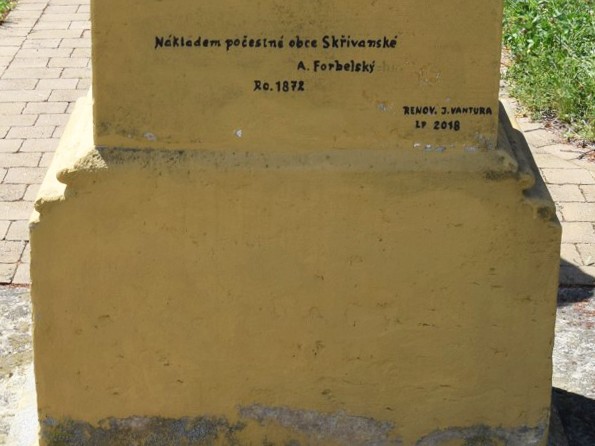 Nákladem počestné obce Skřivanské
A. Forbelský
Ro. 1872
RENOV. J. VANTURA
LP 2018